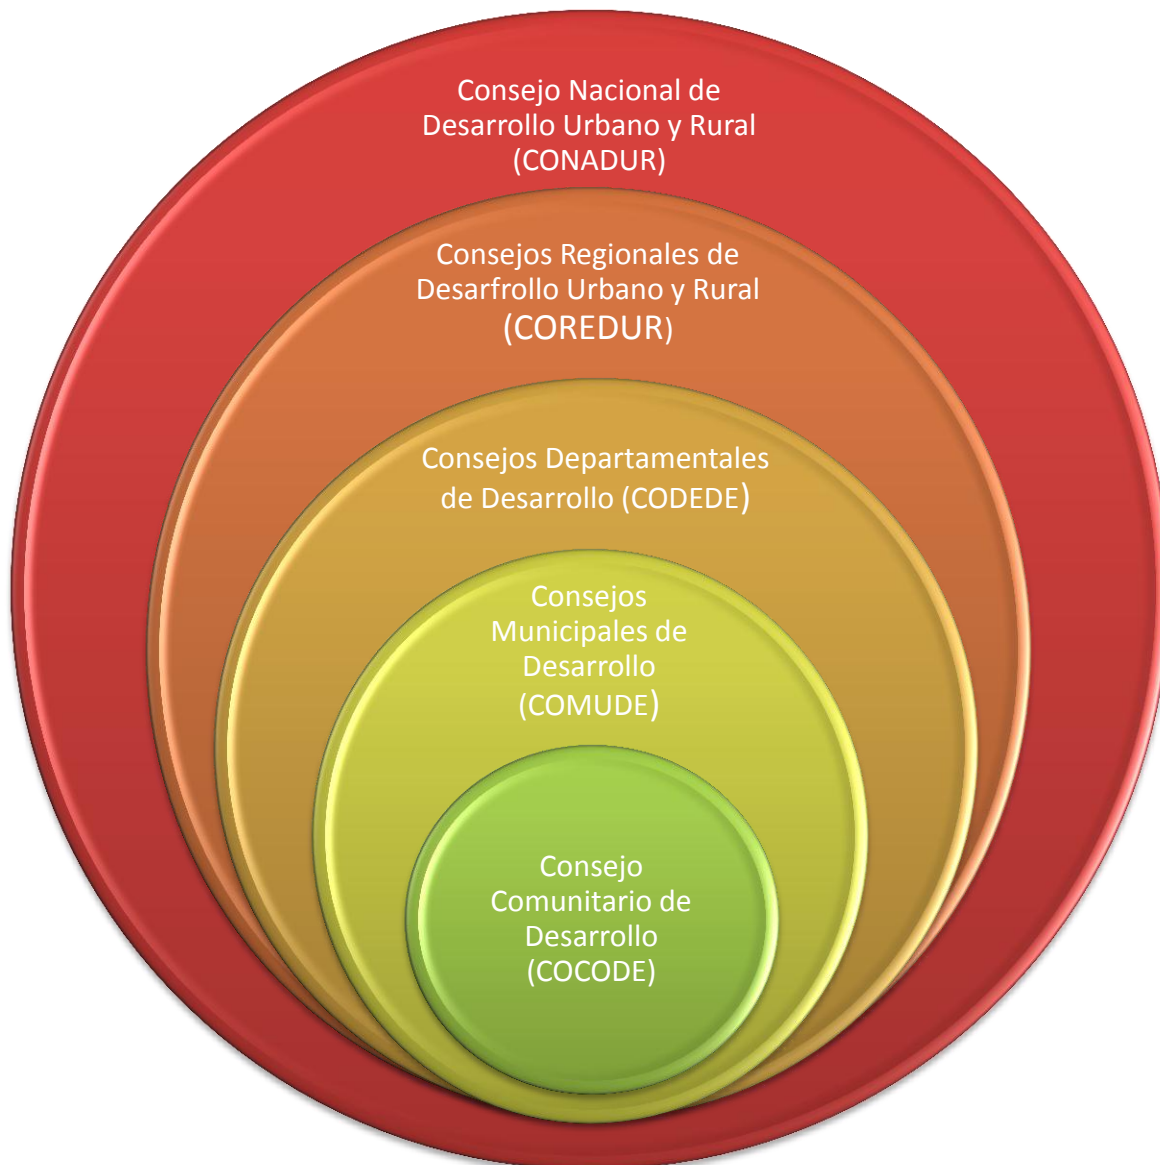 Consejo Nacional de
Desarrollo Urbano y Rural
(CONADUR)
Consejos Regionales de
Desarfrollo Urbano y Rural
(COREDUR)
Consejos Departamentales
de Desarrollo (CODEDE)
Consejos
Municipales de
Desarrollo
(COMUDE)
Consejo
Comunitario de
Desarrollo
(COCODE)